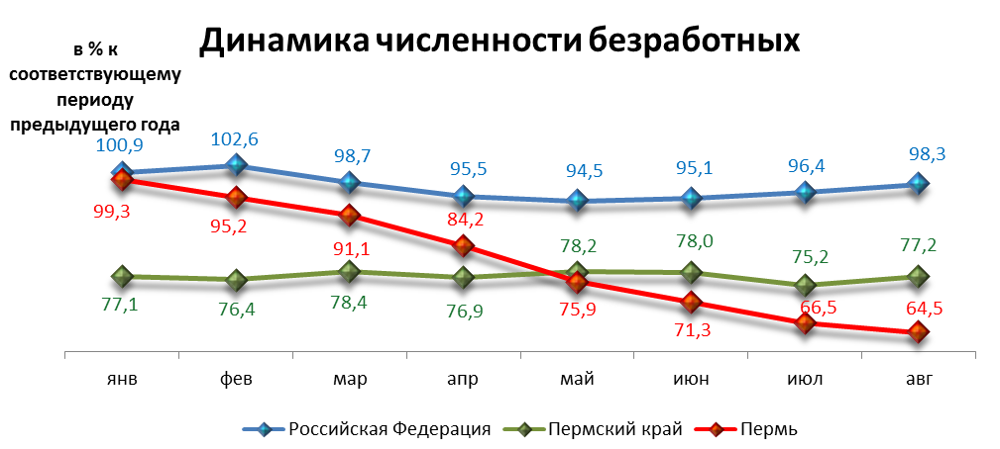 Динамика численности безработных
в % к
соответствующему
периоду
предыдущего года
100,9 102,6 98,7 95,5 94,5 95,1 96,4 98,3
99,3 95,2 91,1 84,2 75,9 71,3 66,5 64,5
77,1 76,4 78,4 76,9 78,2 78,0 75,2 77,2
янв фев мар апр май июн июл авг
Российская Федерация Пермский край Пермь